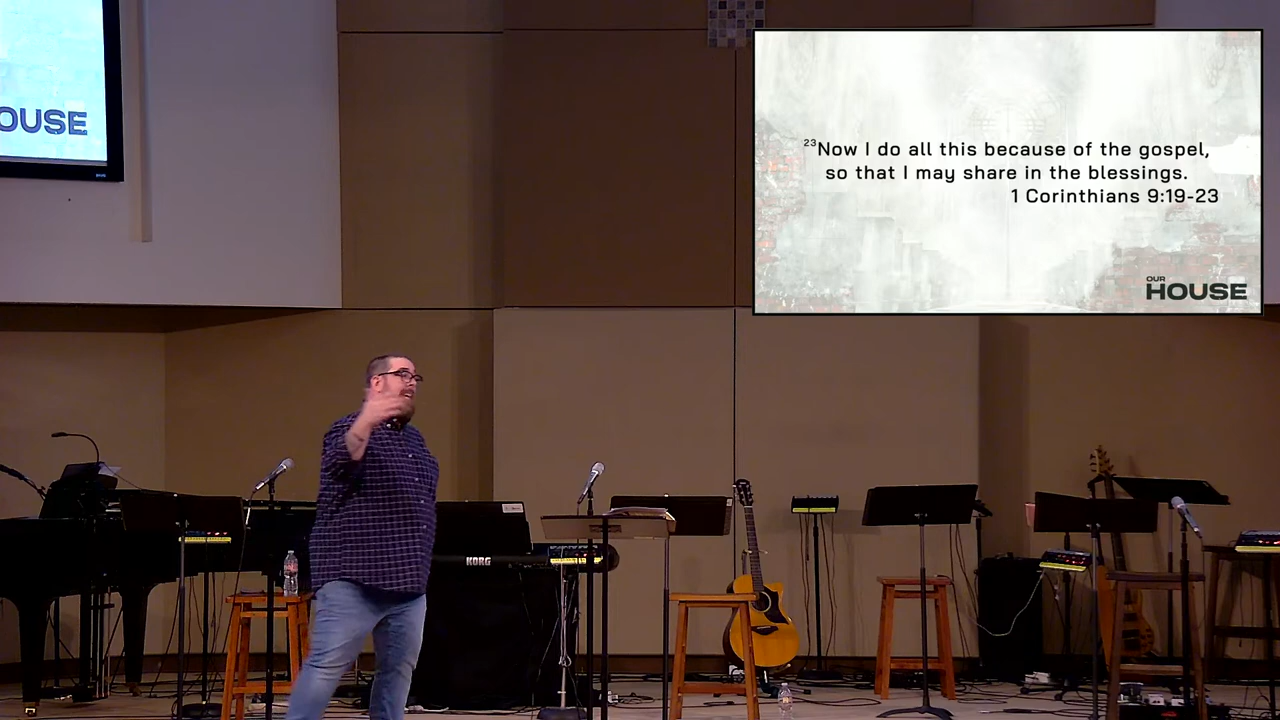 OUSE
²³Now I do all this because of the gospel,
so that I may share in the blessings.
1 Corinthians 9:19-23
OUR
HOUSE
KORG